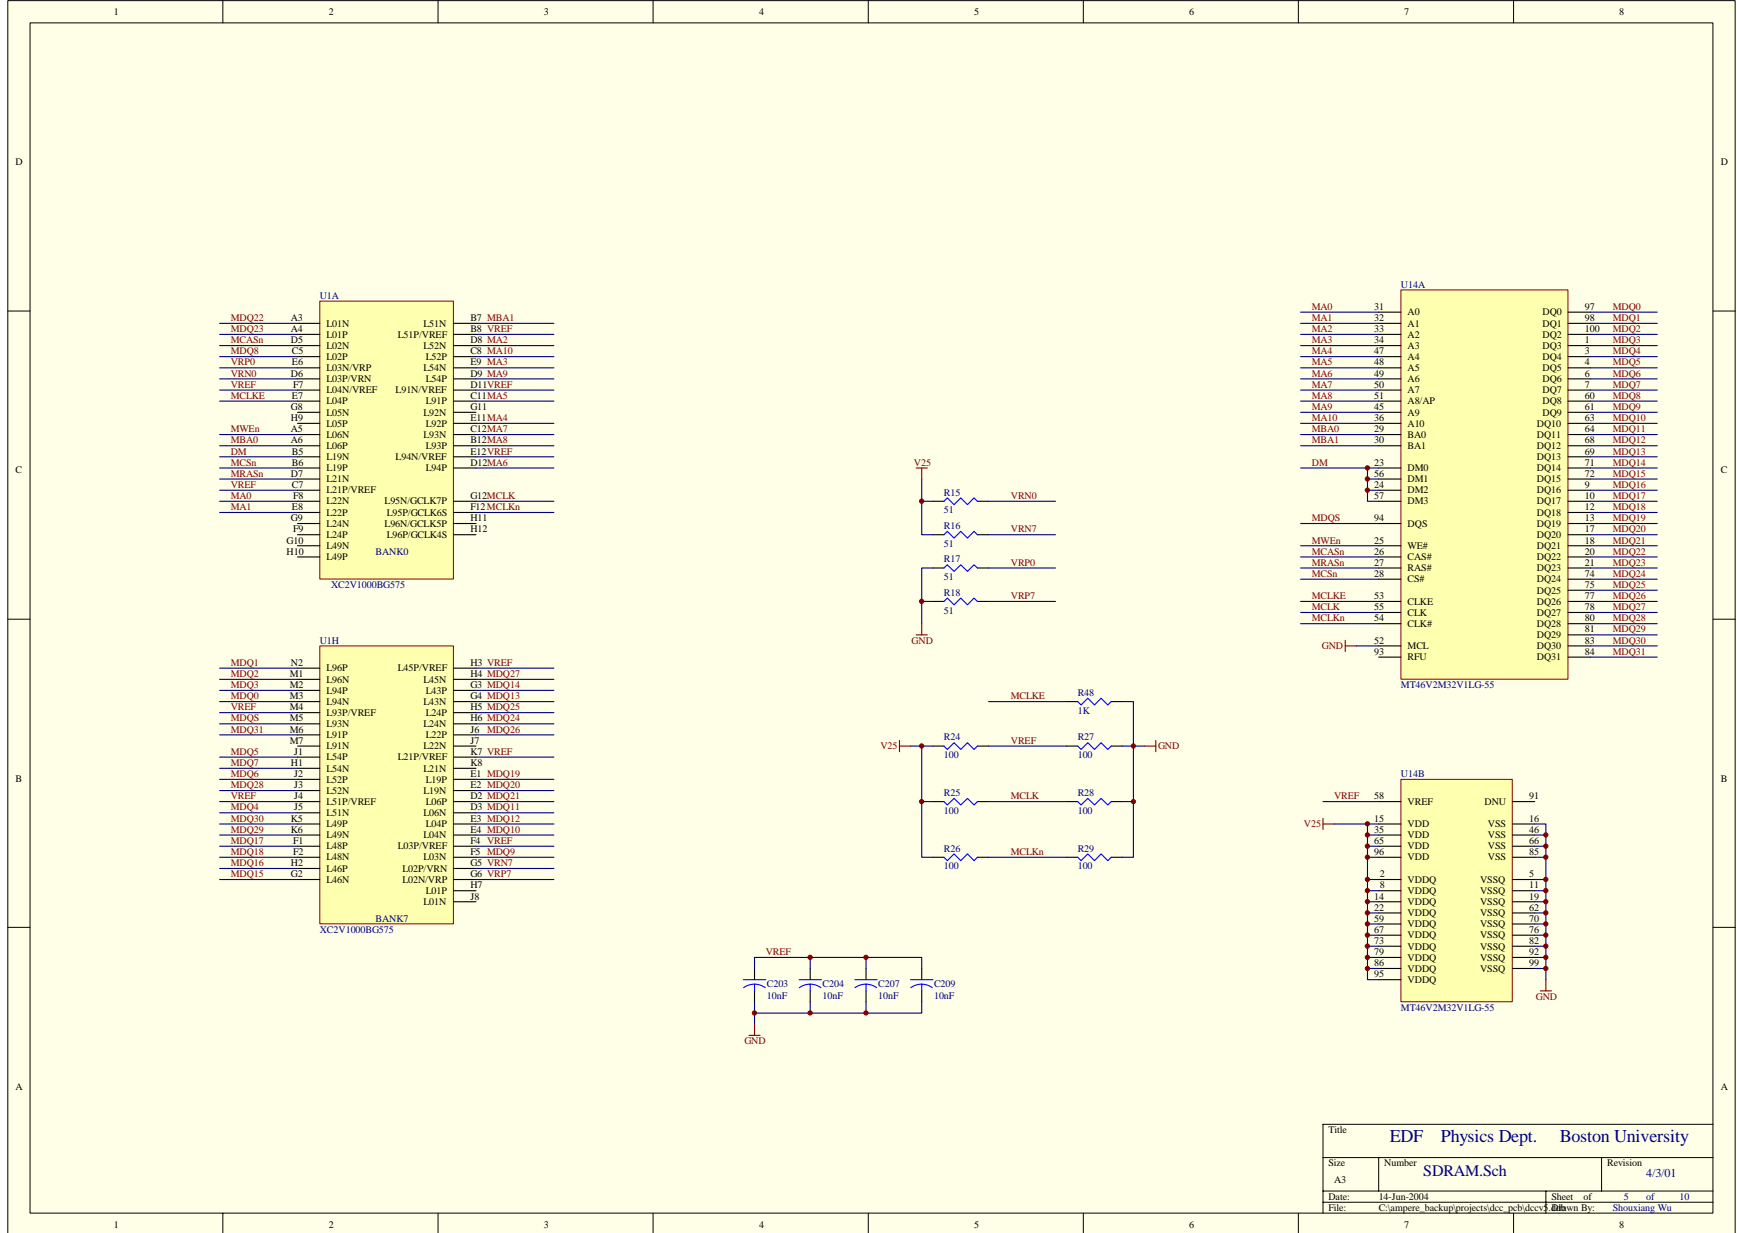 1 2 3 4 5 6 7 8
D D
C C
B B
A A
U1A
MDQ22 A3 L01N
MDQ23 A4 L01P
MCASn D5 L02N
MDQ8 C5 L02P
VRP0 E6 L03N/VRP
VRN0 D6 L03P/VRN
VREF F7 L04N/VREF
MCLKE E7 L04P
G8 L05N
H9 L05P
MWEn A5 L06N
MBA0 A6 L06P
DM B5 L19N
MCSn B6 L19P
MRASn D7 L21N
VREF C7 L21P/VREF
MA0 F8 L22N
MA1 E8 L22P
G9 L24N
F9 L24P
G10 L49N
H10 L49P
L51N B7 MBA1
L51P/VREF B8 VREF
L52N D8 MA2
L52P C8 MA10
L54N E9 MA3
L54P D9 MA9
L91N/VREF D11 VREF
L91P C11 MA5
L92N G11
L92P E11 MA4
L93N C12 MA7
L93P B12 MA8
L94N/VREF E12 VREF
L94P D12 MA6
L95N/GCLK7P G12 MCLK
L95P/GCLK6S F12 MCLKn
L96N/GCLK5P H11
L96P/GCLK4S H12
BANK0
XC2V1000BG575
U1H
MDQ1 N2 L96P
MDQ2 M1 L96N
MDQ3 M2 L94P
MDQ0 M3 L94N
VREF M4 L93P/VREF
MDQS M5 L93N
MDQ31 M6 L91P
M7 L91N
MDQ5 J1 L54P
MDQ7 H1 L54N
MDQ6 J2 L52P
MDQ28 J3 L52N
VREF J4 L51P/VREF
MDQ4 J5 L51N
MDQ30 K5 L49P
MDQ29 K6 L49N
MDQ17 F1 L48P
MDQ18 F2 L48N
MDQ16 H2 L46P
MDQ15 G2 L46N
L45P/VREF H3 VREF
L45N H4 MDQ27
L43P G3 MDQ14
L43N G4 MDQ13
L24P H5 MDQ25
L24N H6 MDQ24
L22P J6 MDQ26
L22N J7
L21P/VREF K7 VREF
L21N K8
L19P E1 MDQ19
L19N E2 MDQ20
L06P D2 MDQ21
L06N D3 MDQ11
L04P E3 MDQ12
L04N E4 MDQ10
L03P/VREF F4 VREF
L03N F5 MDQ9
L02P/VRN G5 VRN7
L02N/VRP G6 VRP7
L01P H7
L01N J8
BANK7
XC2V1000BG575
V25
R15 VRN0
51
R16 VRN7
51
R17 VRP0
51
R18 VRP7
51
GND
MCLKE R48
1K
V25 R24 VREF R27 GND
100 100
R25 MCLK R28
100 100
R26 MCLKn R29
100 100
VREF
C203 C204 C207 C209
10nF 10nF 10nF 10nF
GND
U14A
MA0 31 A0
MA1 32 A1
MA2 33 A2
MA3 34 A3
MA4 47 A4
MA5 48 A5
MA6 49 A6
MA7 50 A7
MA8 51 A8/AP
MA9 45 A9
MA10 36 A10
MBA0 29 BA0
MBA1 30 BA1
DM 23 DM0
56 DM1
24 DM2
57 DM3
MDQS 94 DQS
MWEn 25 WE#
MCASn 26 CAS#
MRASn 27 RAS#
MCSn 28 CS#
MCLKE 53 CLKE
MCLK 55 CLK
MCLKn 54 CLK#
GND 52 MCL
93 RFU
DQ0 97 MDQ0
DQ1 98 MDQ1
DQ2 100 MDQ2
DQ3 1 MDQ3
DQ4 3 MDQ4
DQ5 4 MDQ5
DQ6 6 MDQ6
DQ7 7 MDQ7
DQ8 60 MDQ8
DQ9 61 MDQ9
DQ10 63 MDQ10
DQ11 64 MDQ11
DQ12 68 MDQ12
DQ13 69 MDQ13
DQ14 71 MDQ14
DQ15 72 MDQ15
DQ16 9 MDQ16
DQ17 10 MDQ17
DQ18 12 MDQ18
DQ19 13 MDQ19
DQ20 17 MDQ20
DQ21 18 MDQ21
DQ22 20 MDQ22
DQ23 21 MDQ23
DQ24 74 MDQ24
DQ25 75 MDQ25
DQ26 77 MDQ26
DQ27 78 MDQ27
DQ28 80 MDQ28
DQ29 81 MDQ29
DQ30 83 MDQ30
DQ31 84 MDQ31
MT46V2M32V1LG-55
U14B
VREF 58 VREF DNU 91
V25 15 VDD VSS 16
35 VDD VSS 46
65 VDD VSS 66
96 VDD VSS 85
2 VDDQ VSSQ 5
8 VDDQ VSSQ 11
14 VDDQ VSSQ 19
22 VDDQ VSSQ 62
59 VDDQ VSSQ 70
67 VDDQ VSSQ 76
73 VDDQ VSSQ 82
79 VDDQ VSSQ 92
86 VDDQ VSSQ 99
95 VDDQ
GND
MT46V2M32V1LG-55
Title
EDF Physics Dept. Boston University
Size Number Revision
A3 SDRAM.Sch 4/3/01
Date: 14-Jun-2004 Sheet of 5 of 10
File: C:\ampere_backup\projects\dcc_pcb\dccv5.ddb Drawn By: Shouxiang Wu
1 2 3 4 5 6 7 8